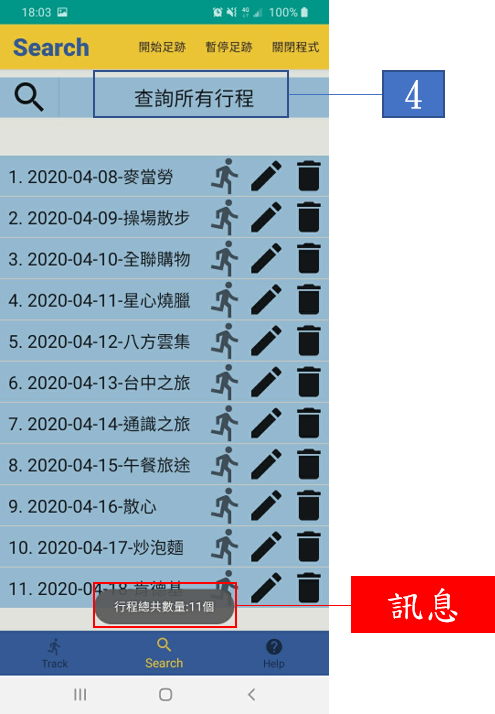 18:03 4G 100%
Search 開始足跡 暫停足跡 關閉程式
查詢所有行程 4
1. 2020-04-08-麥當勞
2. 2020-04-09-操場散步
3. 2020-04-10-全聯購物
4. 2020-04-11-星心燒臘
5. 2020-04-12-八方雲集
6. 2020-04-13-台中之旅
7. 2020-04-14-通識之旅
8. 2020-04-15-午餐旅途
9. 2020-04-16-散心
10. 2020-04-17-炒泡麵
11. 2020-04-18-肯德基
行程總共數量:11個 訊息
Track Search Help